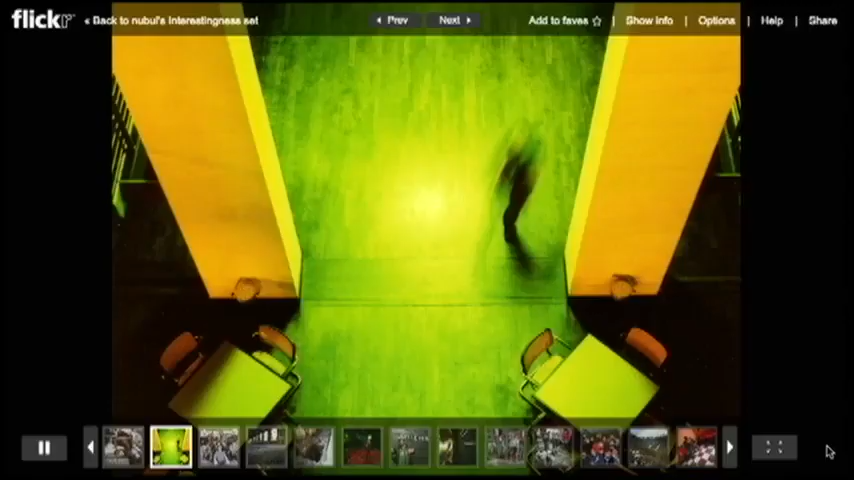 flickr
« Back to nubui's interestingness set
Prev
Next
Add to faves
Show info
Options
Help
Share